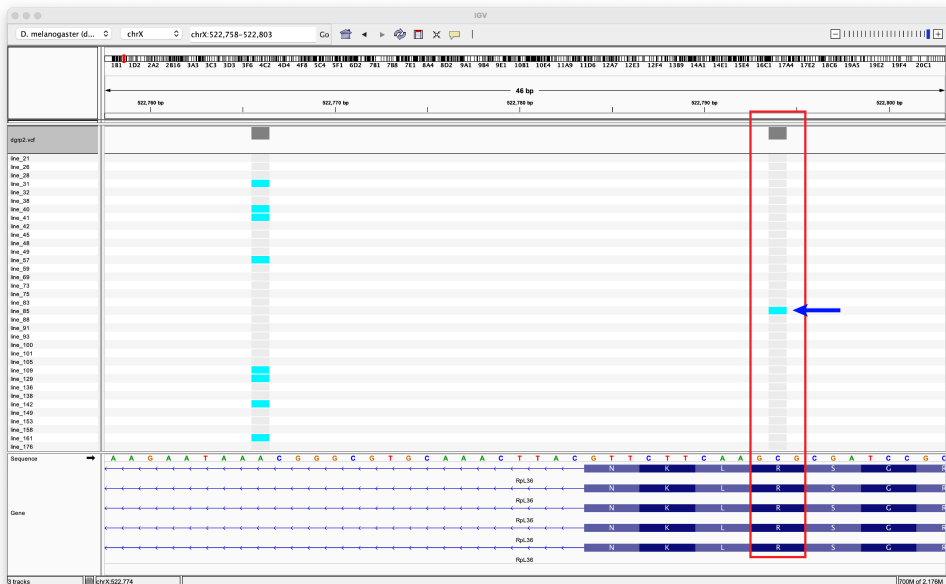 IGV
D. melanogaster (d... chrX chrX:522,758-522,803 Go
1B1 1D2 2A2 2B16 3A3 3C3 3D3 3F6 4C2 4D4 4F8 5C4 5F1 6D2 7B1 7B8 7E1 8A4 8D2 9A1 9B4 9E1 10B1 10E4 11A9 11D6 12A7 12E3 12F4 13B9 14A1 14E1 15E4 16C1 17A4 17E2 18C6 19A5 19E2 19F4 20C1
46 bp
522,760 bp 522,770 bp 522,780 bp 522,790 bp 522,800 bp
dgrp2.vcf
line_21
line_26
line_28
line_31
line_32
line_38
line_40
line_41
line_42
line_45
line_48
line_49
line_57
line_59
line_69
line_73
line_75
line_83
line_85
line_88
line_91
line_93
line_100
line_101
line_105
line_109
line_129
line_136
line_138
line_142
line_149
line_153
line_158
line_161
line_176
Sequence A A G A A T A A A C G G G C G T G C A A A C T T A C G T T C T T C A A G C G C G A T C C G C
N K L R S G R
RpL36
N K L R S G R
RpL36
Gene
N K L R S G R
RpL36
N K L R S G R
RpL36
N K L R S G R
RpL36
3 tracks chrX:522,774 700M of 2,176M